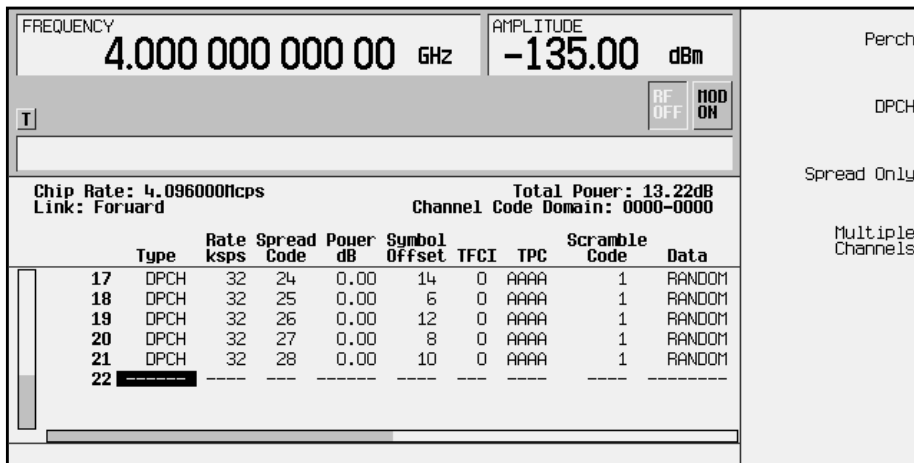 FREQUENCY
4.000 000 000 00 GHz
AMPLITUDE
-135.00 dBm
RF OFF
MOD ON
T
Chip Rate: 4.096000Mcps
Total Power: 13.22dB
Link: Forward
Channel Code Domain: 0000-0000
Type Rate ksps Spread Code Power dB Symbol Offset TFCI TPC Scramble Code Data
17 DPCH 32 24 0.00 14 0 AAAA 1 RANDOM
18 DPCH 32 25 0.00 6 0 AAAA 1 RANDOM
19 DPCH 32 26 0.00 12 0 AAAA 1 RANDOM
20 DPCH 32 27 0.00 8 0 AAAA 1 RANDOM
21 DPCH 32 28 0.00 10 0 AAAA 1 RANDOM
22 ------ ---- --- ------ ---- --- ---- ---- --------
Perch
DPCH
Spread Only
Multiple
Channels